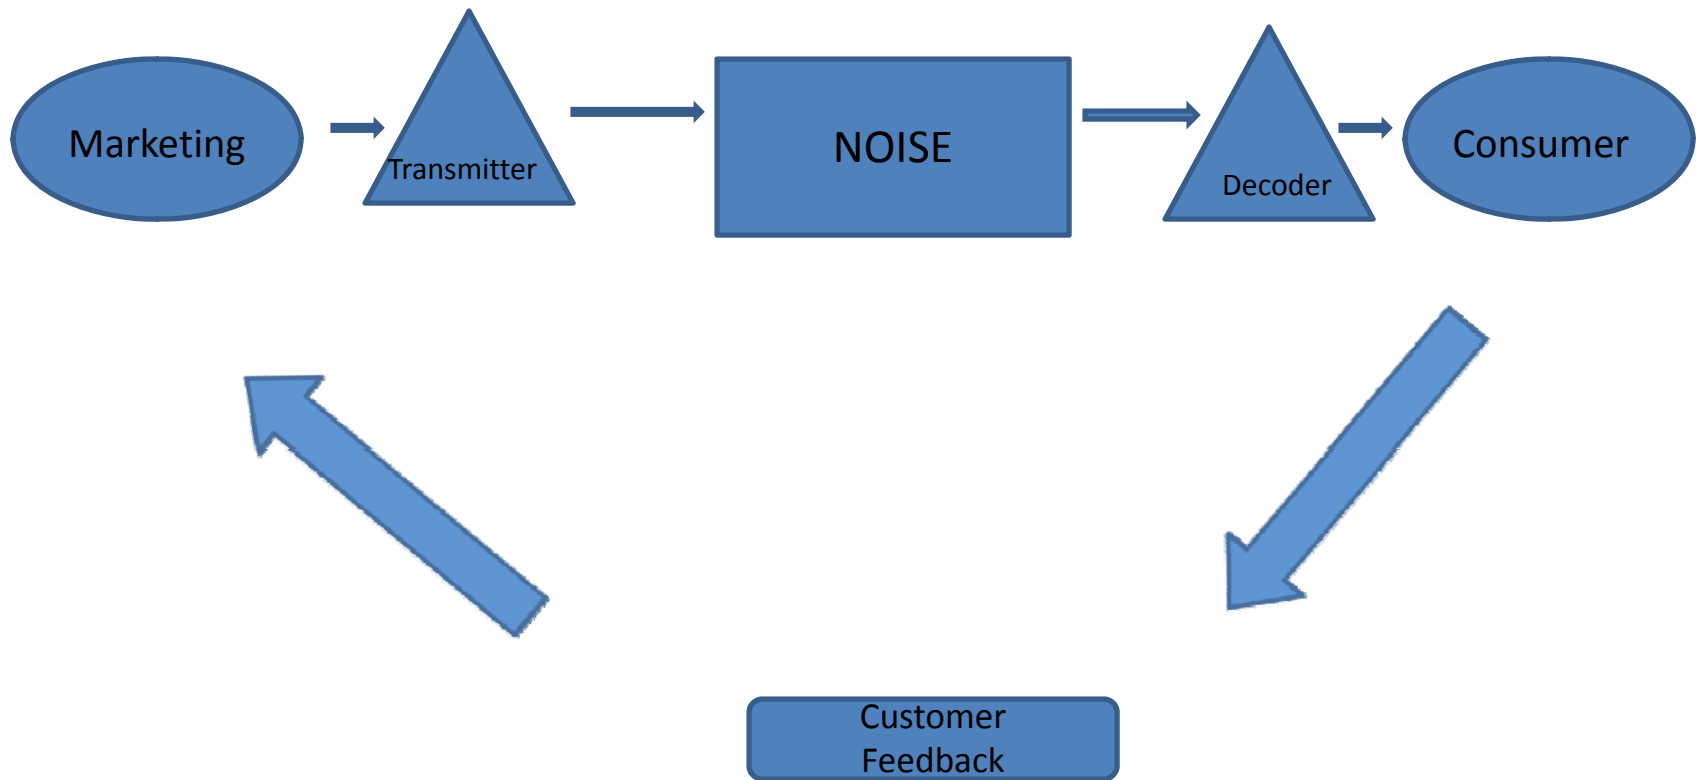 Marketing
Transmitter
NOISE
Decoder
Consumer
Customer
Feedback